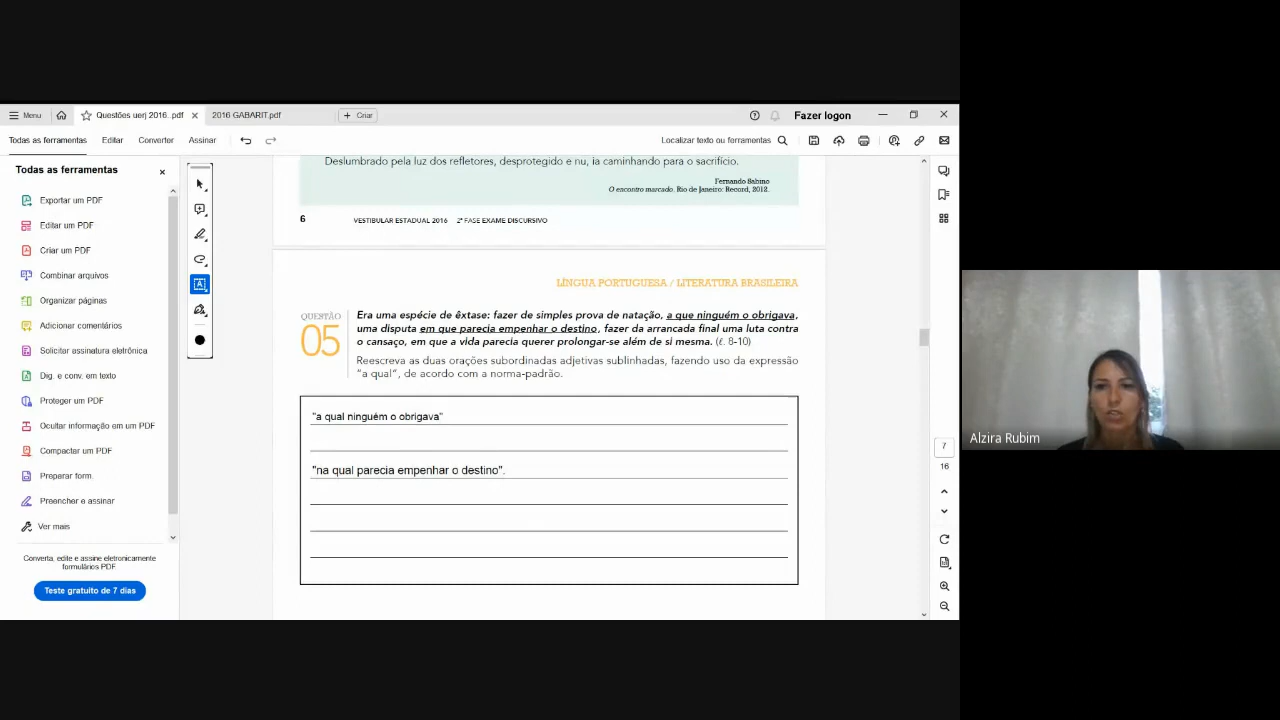 Menu
Questões uerj 2016..pdf
2016 GABARIT.pdf
+ Criar
Fazer logon
Todas as ferramentas
Editar
Converter
Assinar
Localizar texto ou ferramentas
Todas as ferramentas
Exportar um PDF
Editar um PDF
Criar um PDF
Combinar arquivos
Organizar páginas
Adicionar comentários
Solicitar assinatura eletrônica
Dig. e conv. em texto
Proteger um PDF
Ocultar informação em um PDF
Compactar um PDF
Preparar form.
Preencher e assinar
Ver mais
Converta, edite e assine eletronicamente
formulários PDF
Teste gratuito de 7 dias
Deslumbrado pela luz dos refletores, desprotegido e nu, ia caminhando para o sacrifício.
Fernando Sabino
O encontro marcado. Rio de Janeiro: Record, 2012.
6 VESTIBULAR ESTADUAL 2016 2ª FASE EXAME DISCURSIVO
LÍNGUA PORTUGUESA / LITERATURA BRASILEIRA
QUESTÃO
05
Era uma espécie de êxtase: fazer de simples prova de natação, a que ninguém o obrigava,
uma disputa em que parecia empenhar o destino, fazer da arrancada final uma luta contra
o cansaço, em que a vida parecia querer prolongar-se além de si mesma. (ℓ. 8-10)
Reescreva as duas orações subordinadas adjetivas sublinhadas, fazendo uso da expressão
"a qual", de acordo com a norma-padrão.
"a qual ninguém o obrigava"
"na qual parecia empenhar o destino".
7
16
Alzira Rubim